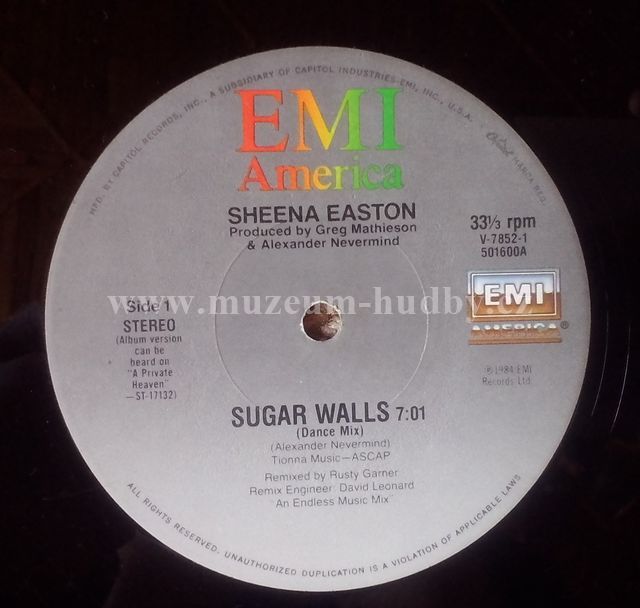 MFD. BY CAPITOL RECORDS, INC., A SUBSIDIARY OF CAPITOL INDUSTRIES-EMI, INC., U.S.A.
Capitol MARCA REG.
EMI
America
SHEENA EASTON
Produced by Greg Mathieson
& Alexander Nevermind
33⅓ rpm
V-7852-1
501600A
EMI
AMERICA®
www.muzeum-hudby.cz
Side 1
STEREO
(Album version
can be
heard on
"A Private
Heaven"
—ST-17132)
℗1984 EMI
Records Ltd.
SUGAR WALLS 7:01
(Dance Mix)
(Alexander Nevermind)
Tionna Music—ASCAP
Remixed by Rusty Garner
Remix Engineer: David Leonard
"An Endless Music Mix"
ALL RIGHTS RESERVED. UNAUTHORIZED DUPLICATION IS A VIOLATION OF APPLICABLE LAWS